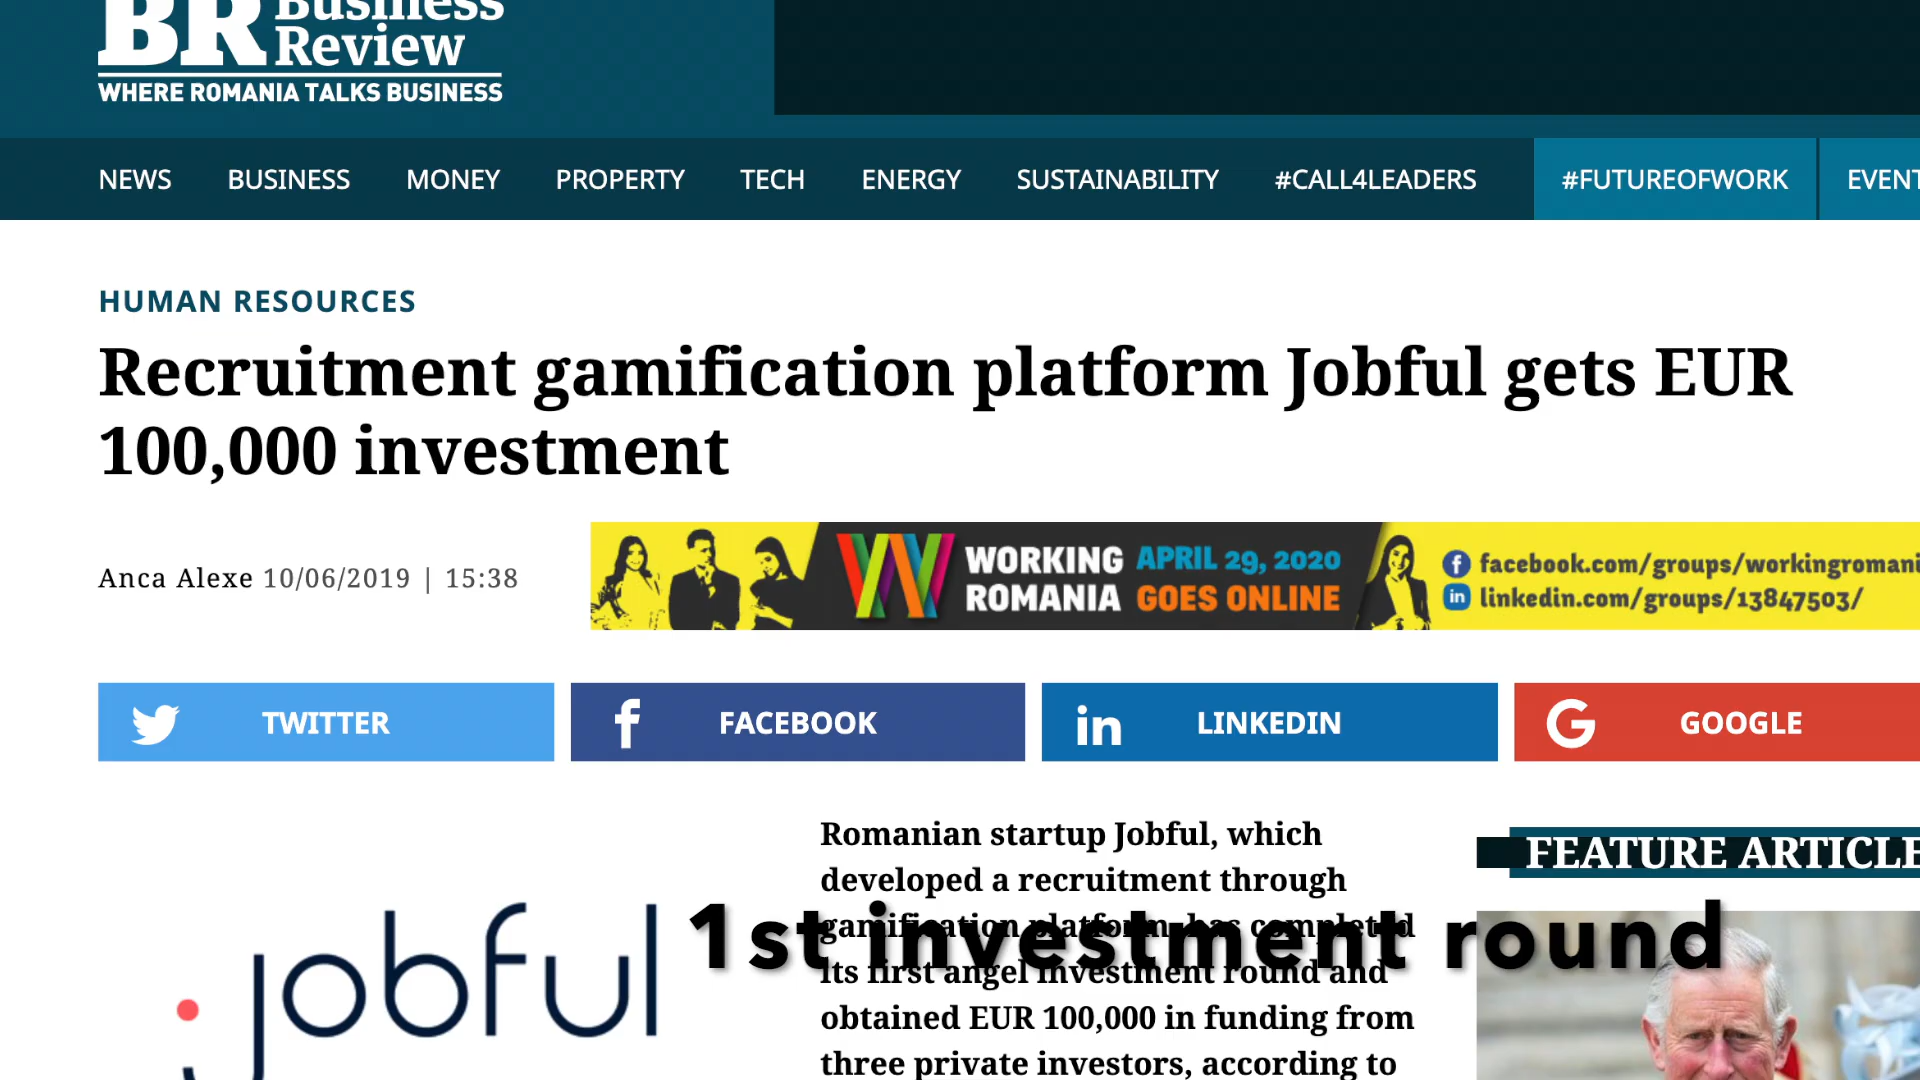 BR Business
Review
WHERE ROMANIA TALKS BUSINESS
NEWS BUSINESS MONEY PROPERTY TECH ENERGY SUSTAINABILITY #CALL4LEADERS #FUTUREOFWORK EVENT
HUMAN RESOURCES
Recruitment gamification platform Jobful gets EUR
100,000 investment
Anca Alexe 10/06/2019 | 15:38
WORKING APRIL 29, 2020
ROMANIA GOES ONLINE
facebook.com/groups/workingromani
linkedin.com/groups/13847503/
TWITTER FACEBOOK LINKEDIN GOOGLE
jobful
Romanian startup Jobful, which
developed a recruitment through
gamification platform, has completed
its first angel investment round and
obtained EUR 100,000 in funding from
three private investors, according to
1st investment round
FEATURE ARTICLE